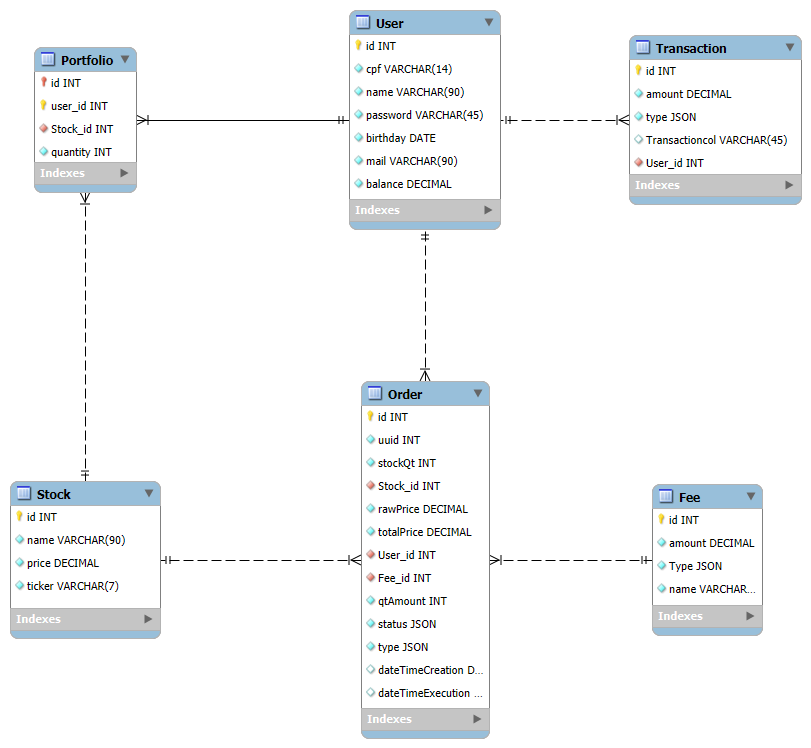 User
id INT
cpf VARCHAR(14)
name VARCHAR(90)
password VARCHAR(45)
birthday DATE
mail VARCHAR(90)
balance DECIMAL
Indexes
Portfolio
id INT
user_id INT
Stock_id INT
quantity INT
Indexes
Transaction
id INT
amount DECIMAL
type JSON
Transactioncol VARCHAR(45)
User_id INT
Indexes
Order
id INT
uuid INT
stockQt INT
Stock_id INT
rawPrice DECIMAL
totalPrice DECIMAL
User_id INT
Fee_id INT
qtAmount INT
status JSON
type JSON
dateTimeCreation D...
dateTimeExecution ...
Indexes
Stock
id INT
name VARCHAR(90)
price DECIMAL
ticker VARCHAR(7)
Indexes
Fee
id INT
amount DECIMAL
Type JSON
name VARCHAR...
Indexes